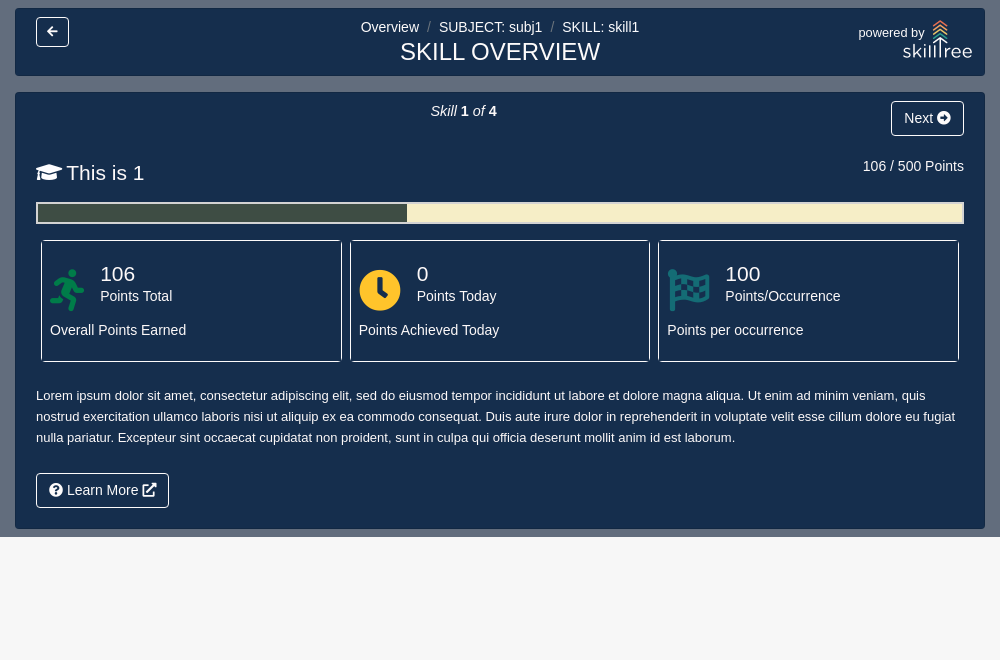 Overview / SUBJECT: subj1 / SKILL: skill1
SKILL OVERVIEW
powered by
skilltree
Skill 1 of 4
Next
This is 1
106 / 500 Points
106
Points Total
Overall Points Earned
0
Points Today
Points Achieved Today
100
Points/Occurrence
Points per occurrence
Lorem ipsum dolor sit amet, consectetur adipiscing elit, sed do eiusmod tempor incididunt ut labore et dolore magna aliqua. Ut enim ad minim veniam, quis
nostrud exercitation ullamco laboris nisi ut aliquip ex ea commodo consequat. Duis aute irure dolor in reprehenderit in voluptate velit esse cillum dolore eu fugiat
nulla pariatur. Excepteur sint occaecat cupidatat non proident, sunt in culpa qui officia deserunt mollit anim id est laborum.
Learn More